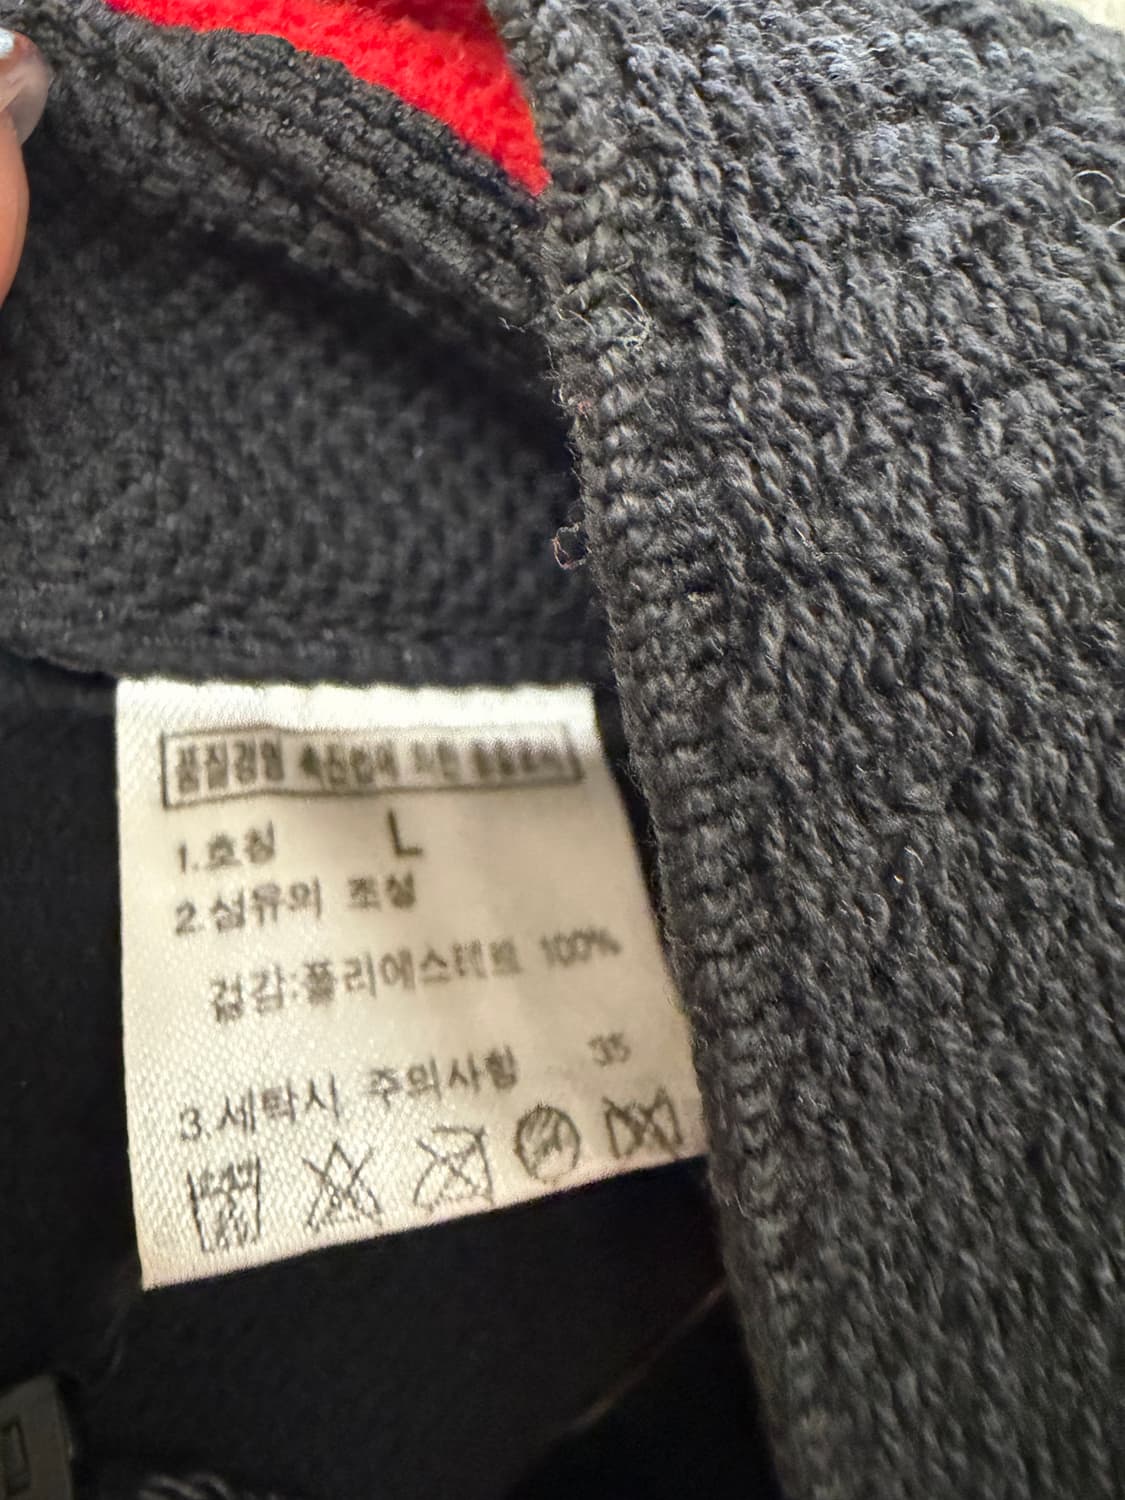 품질경영 촉진법에 의한 품질표시
1.호칭 L
2.섬유의 조성
겉감:폴리에스테르 100%
3.세탁시 주의사항 35